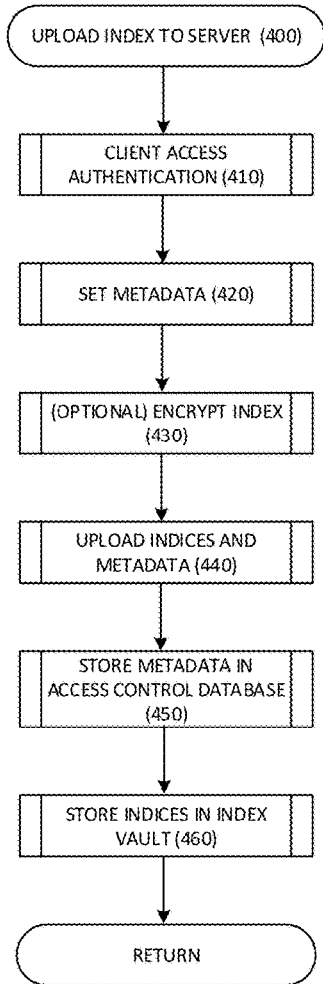 UPLOAD INDEX TO SERVER (400)
CLIENT ACCESS
AUTHENTICATION (410)
SET METADATA (420)
(OPTIONAL) ENCRYPT INDEX
(430)
UPLOAD INDICES AND
METADATA (440)
STORE METADATA IN
ACCESS CONTROL DATABASE
(450)
STORE INDICES IN INDEX
VAULT (460)
RETURN